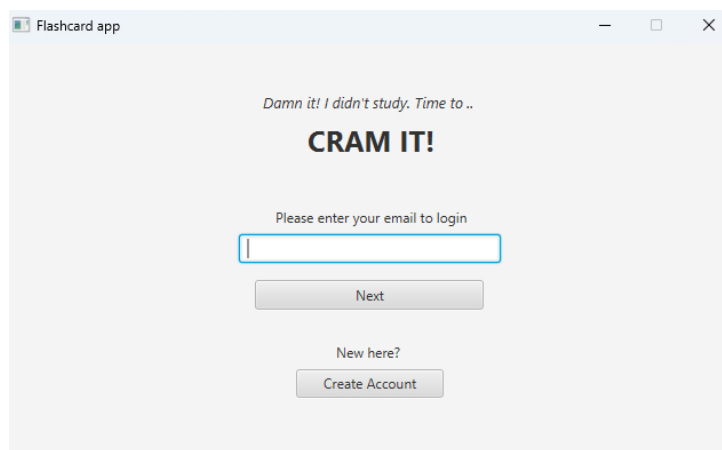 Flashcard app
Damn it! I didn't study. Time to ..
CRAM IT!
Please enter your email to login
Next
New here?
Create Account